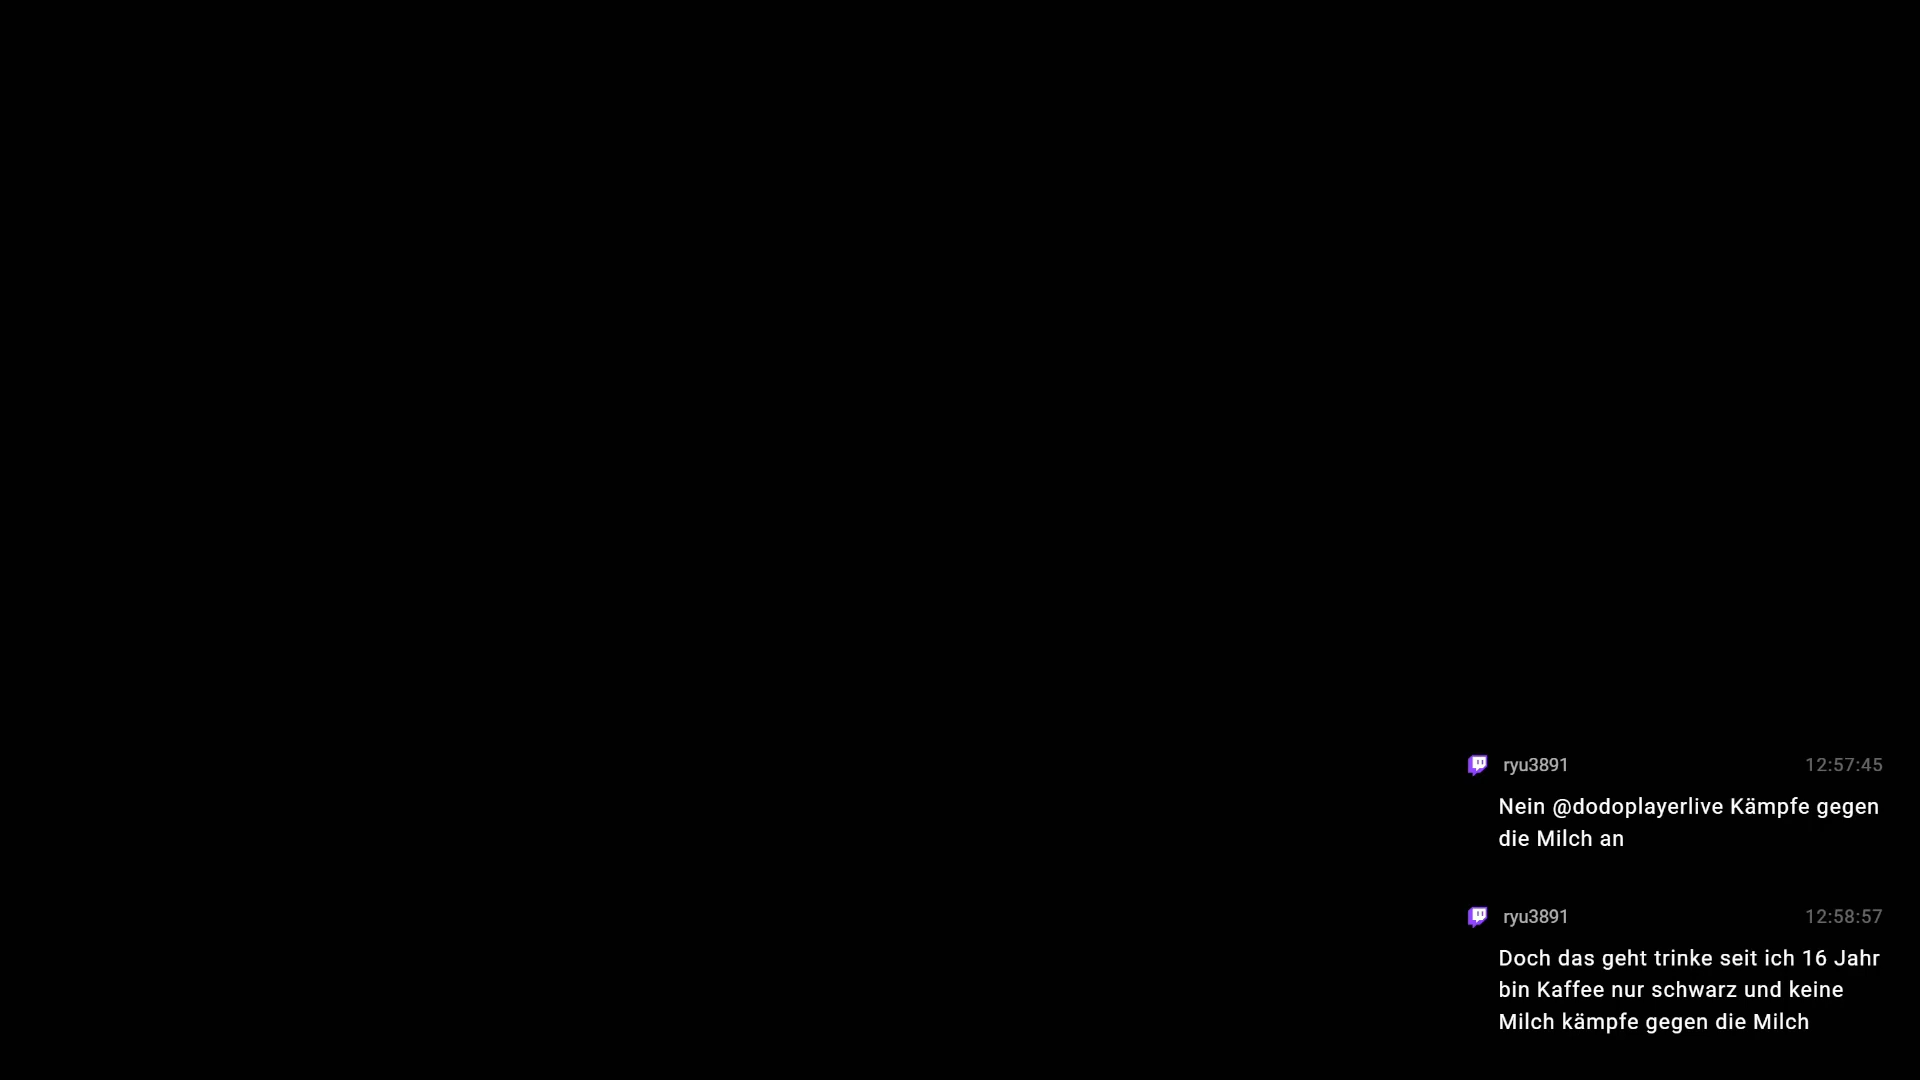 ryu3891 12:57:45
Nein @dodoplayerlive Kämpfe gegen
die Milch an
ryu3891 12:58:57
Doch das geht trinke seit ich 16 Jahr
bin Kaffee nur schwarz und keine
Milch kämpfe gegen die Milch